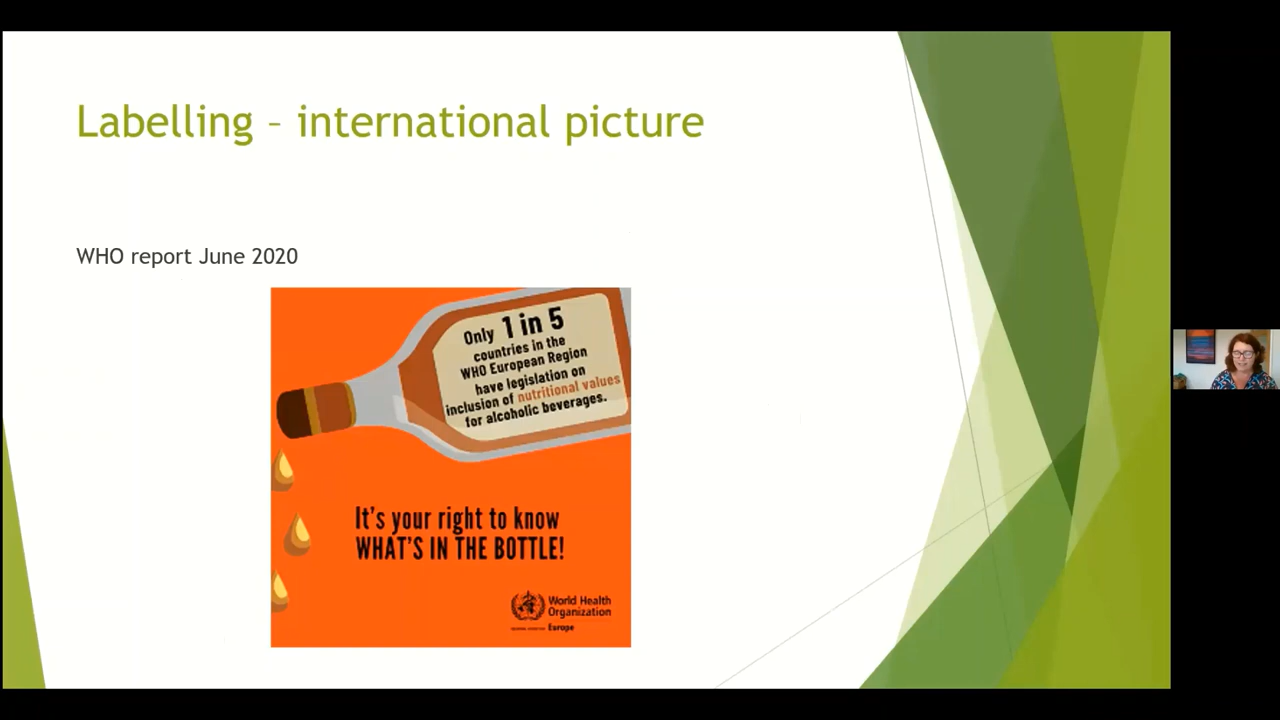 Labelling – international picture
WHO report June 2020
Only 1 in 5
countries in the
WHO European Region
have legislation on
inclusion of nutritional values
for alcoholic beverages.
It's your right to know
WHAT'S IN THE BOTTLE!
World Health
Organization
Europe